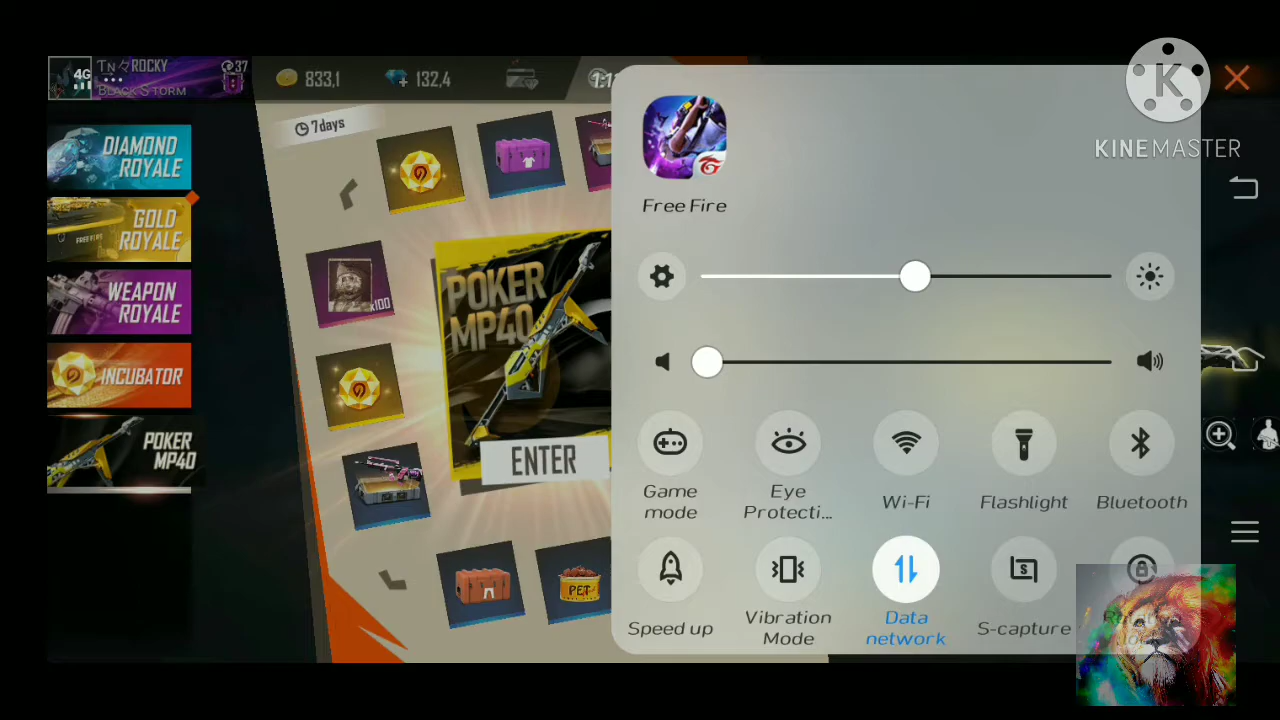 4G
TN々ROCKY
37
BLACK STORM
833,1
132,4
KINEMASTER
7days
DIAMOND
ROYALE
GOLD
ROYALE
WEAPON
ROYALE
INCUBATOR
POKER
MP40
x100
POKER
MP40
ENTER
PET
Free Fire
Game
mode
Eye
Protecti...
Wi-Fi
Flashlight
Bluetooth
Speed up
Vibration
Mode
Data
network
S-capture